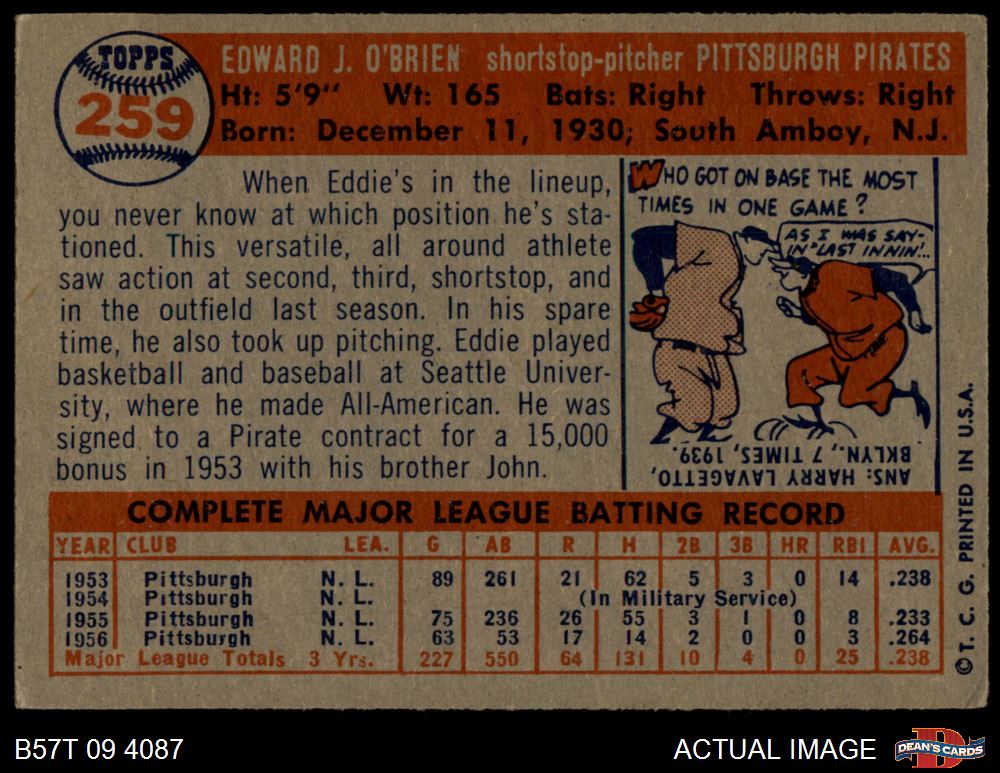 TOPPS
259
EDWARD J. O'BRIEN shortstop-pitcher PITTSBURGH PIRATES
Ht: 5'9" Wt: 165 Bats: Right Throws: Right
Born: December 11, 1930; South Amboy, N.J.
When Eddie's in the lineup,
you never know at which position he's sta-
tioned. This versatile, all around athlete
saw action at second, third, shortstop, and
in the outfield last season. In his spare
time, he also took up pitching. Eddie played
basketball and baseball at Seattle Univer-
sity, where he made All-American. He was
signed to a Pirate contract for a 15,000
bonus in 1953 with his brother John.
WHO GOT ON BASE THE MOST
TIMES IN ONE GAME?
AS I WAS SAY-
IN "LAST INNIN'...
ANS: HARRY LAVAGETTO,
BKLYN., 7 TIMES, 1939.
COMPLETE MAJOR LEAGUE BATTING RECORD
YEAR CLUB LEA. G AB R H 2B 3B HR RBI AVG.
1953 Pittsburgh N. L. 89 261 21 62 5 3 0 14 .238
1954 Pittsburgh N. L. (In Military Service)
1955 Pittsburgh N. L. 75 236 26 55 3 1 0 8 .233
1956 Pittsburgh N. L. 63 53 17 14 2 0 0 3 .264
Major League Totals 3 Yrs. 227 550 64 131 10 4 0 25 .238
© T. C. G. PRINTED IN U.S.A.
B57T 09 4087
ACTUAL IMAGE
D
DEAN'S CARDS